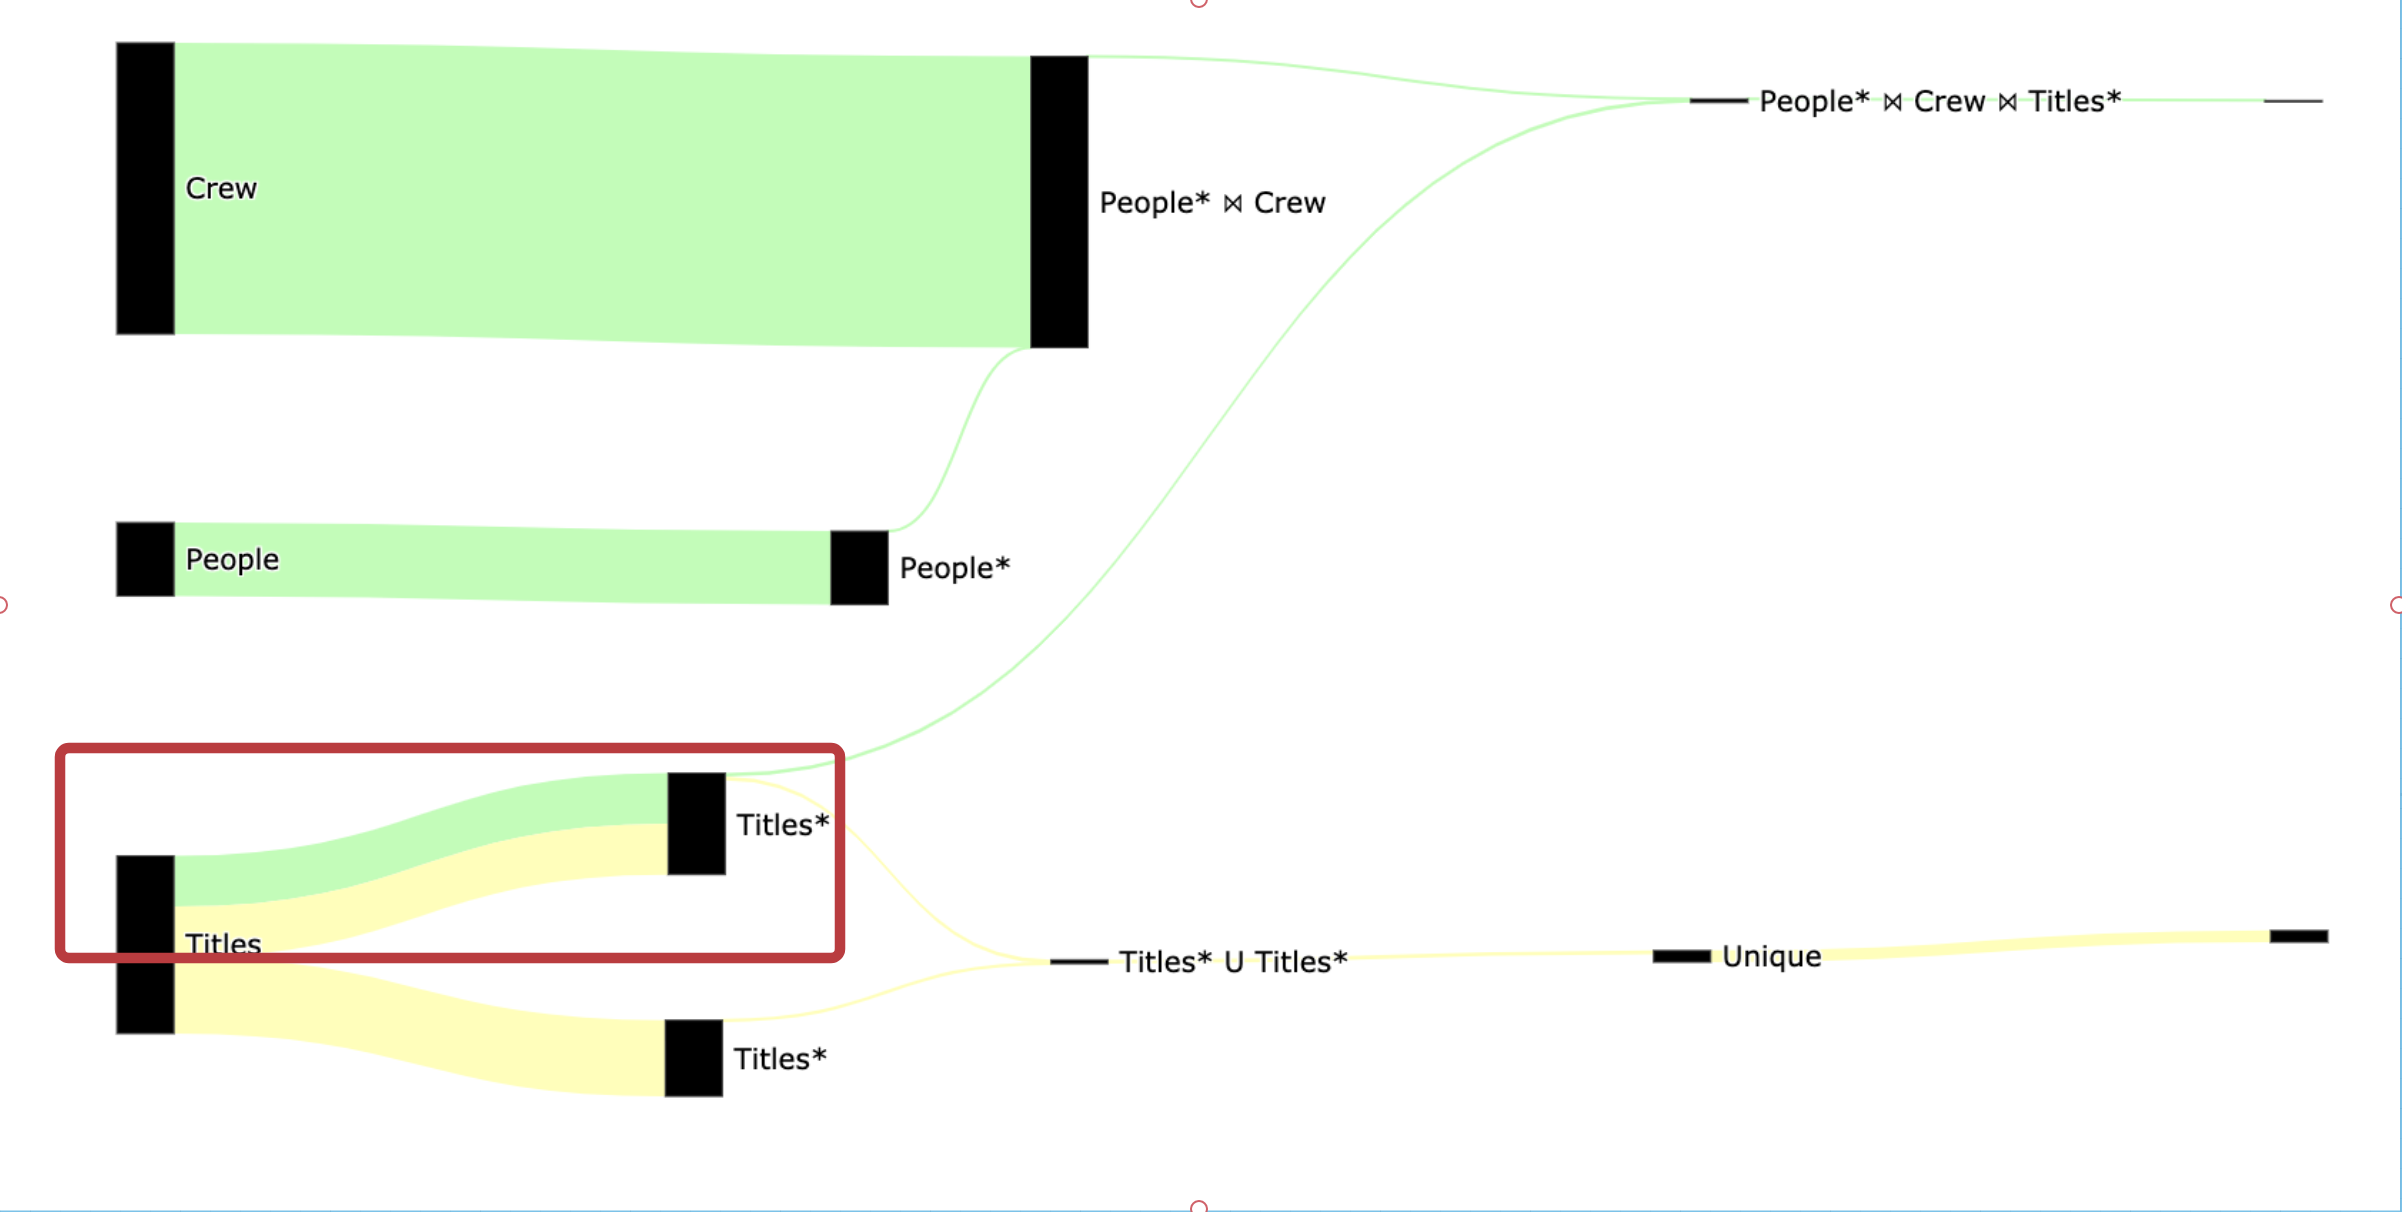 People* ⋈ Crew ⋈ Titles*
Crew
People* ⋈ Crew
People
People*
Titles*
Titles
Titles* U Titles*
Unique
Titles*